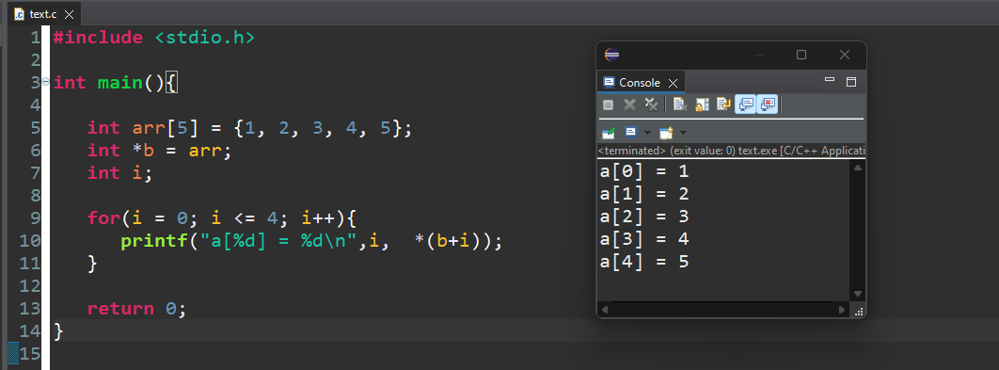 text.c
1 #include <stdio.h>
2
3 int main(){
4
5 int arr[5] = {1, 2, 3, 4, 5};
6 int *b = arr;
7 int i;
8
9 for(i = 0; i <= 4; i++){
10 printf("a[%d] = %d\n",i,  *(b+i));
11 }
12
13 return 0;
14 }
15
Console
<terminated> (exit value: 0) text.exe [C/C++ Applicati
a[0] = 1
a[1] = 2
a[2] = 3
a[3] = 4
a[4] = 5